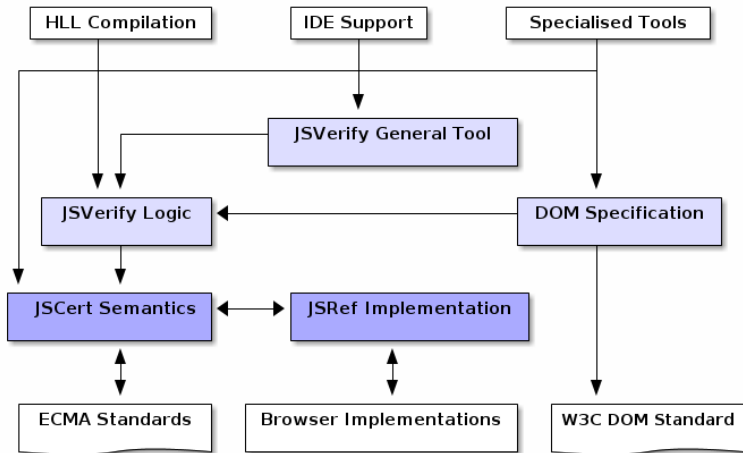 HLL Compilation
IDE Support
Specialised Tools
JSVerify General Tool
JSVerify Logic
DOM Specification
JSCert Semantics
JSRef Implementation
ECMA Standards
Browser Implementations
W3C DOM Standard